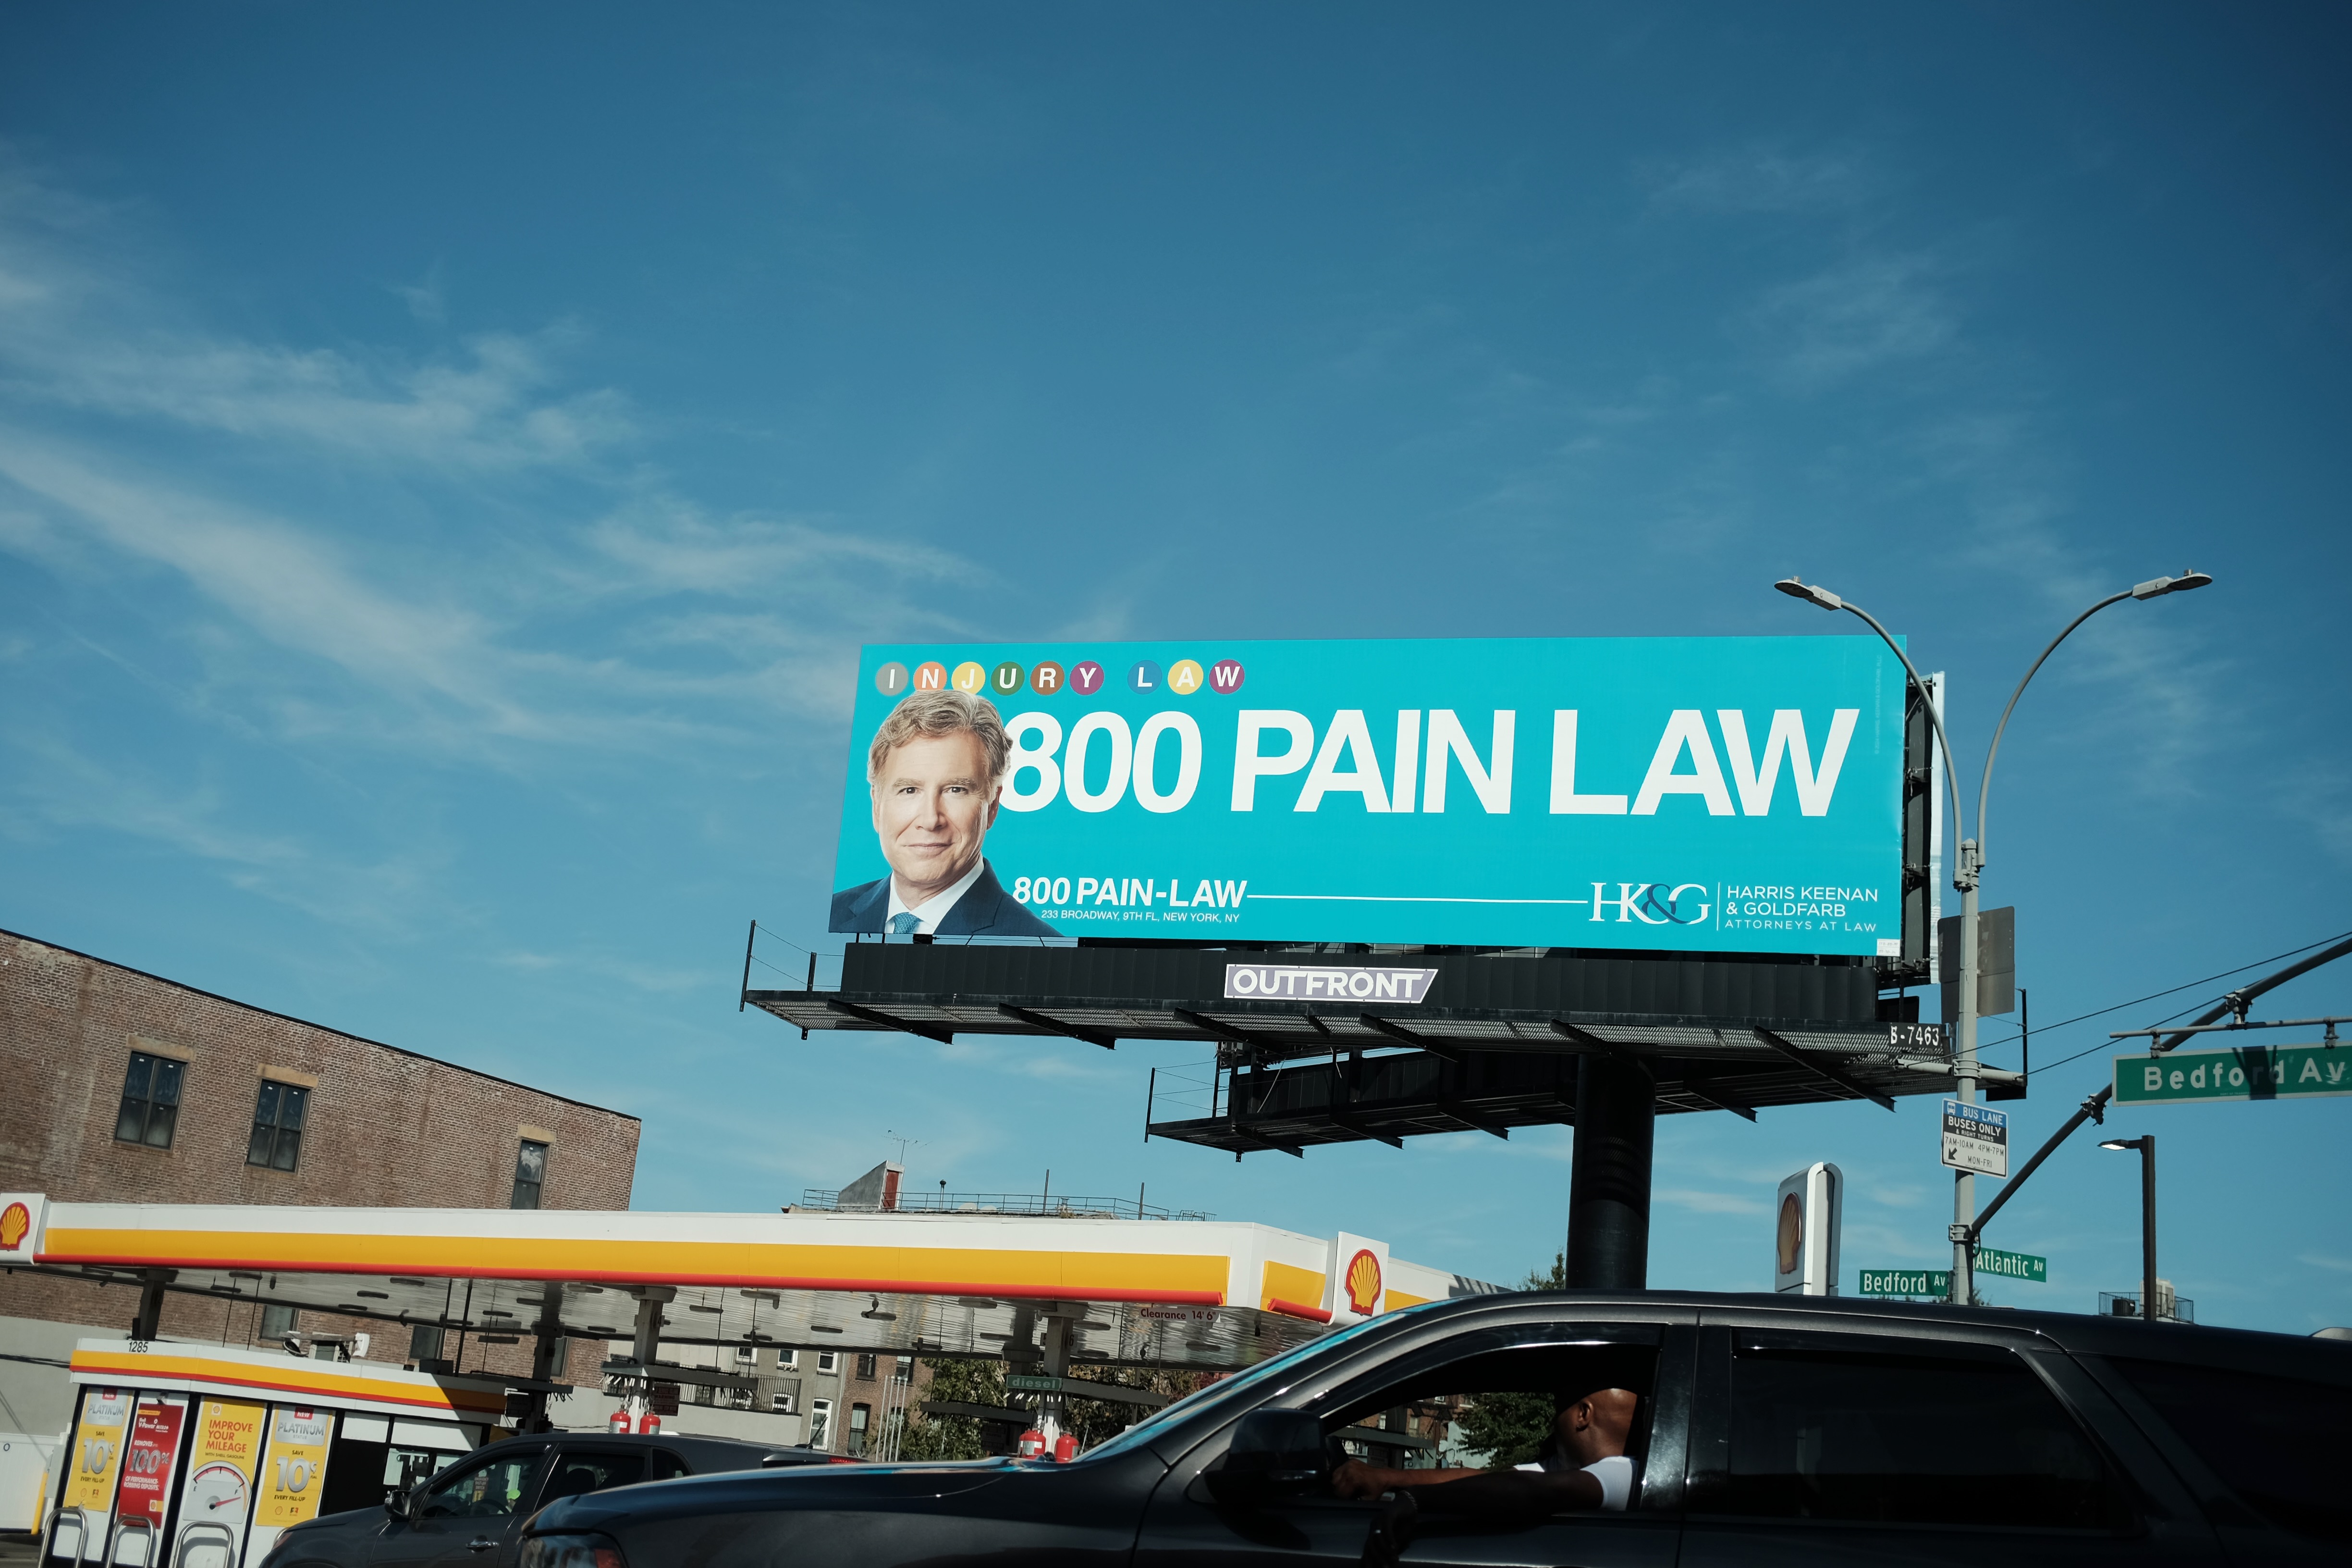 INJURY LAW
800 PAIN LAW
800 PAIN-LAW
233 BROADWAY, 9TH FL, NEW YORK, NY
HK&G
HARRIS KEENAN
& GOLDFARB
ATTORNEYS AT LAW
OUTFRONT
B-7463
Bedford Av
BUS LANE
BUSES ONLY
& RIGHT TURNS
7AM-10AM 4PM-7PM
MON-FRI
Atlantic Av
Bedford Av
Clearance 14' 6"
1285
diesel
PLATINUM
SAVE
10¢
EVERY FILL-UP
100%
IMPROVE
YOUR
MILEAGE
PLATINUM
SAVE
10¢
EVERY FILL-UP